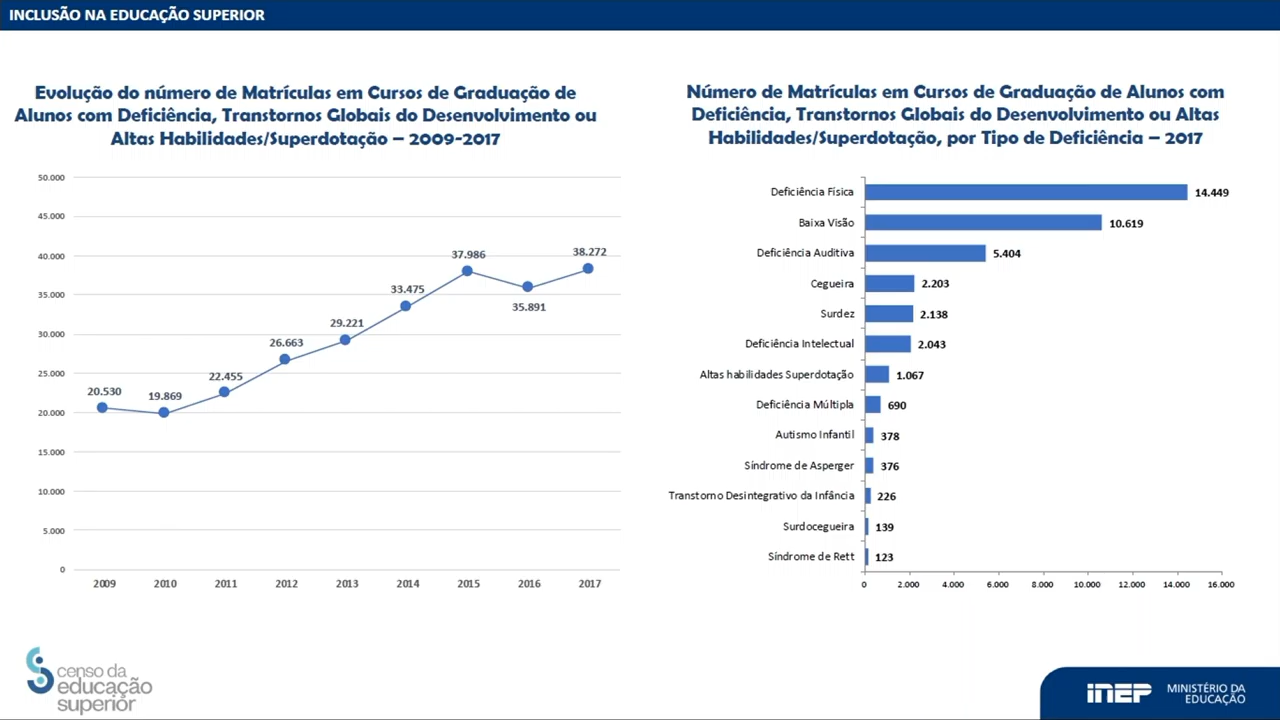 INCLUSÃO NA EDUCAÇÃO SUPERIOR
Evolução do número de Matrículas em Cursos de Graduação de
Alunos com Deficiência, Transtornos Globais do Desenvolvimento ou
Altas Habilidades/Superdotação – 2009-2017
50.000
45.000
40.000
35.000
30.000
25.000
20.000
15.000
10.000
5.000
0
20.530
19.869
22.455
26.663
29.221
33.475
37.986
35.891
38.272
2009 2010 2011 2012 2013 2014 2015 2016 2017
Número de Matrículas em Cursos de Graduação de Alunos com
Deficiência, Transtornos Globais do Desenvolvimento ou Altas
Habilidades/Superdotação, por Tipo de Deficiência – 2017
Deficiência Física 14.449
Baixa Visão 10.619
Deficiência Auditiva 5.404
Cegueira 2.203
Surdez 2.138
Deficiência Intelectual 2.043
Altas habilidades Superdotação 1.067
Deficiência Múltipla 690
Autismo Infantil 378
Síndrome de Asperger 376
Transtorno Desintegrativo da Infância 226
Surdocegueira 139
Síndrome de Rett 123
0 2.000 4.000 6.000 8.000 10.000 12.000 14.000 16.000
censo da
educação
superior
INEP
MINISTÉRIO DA
EDUCAÇÃO